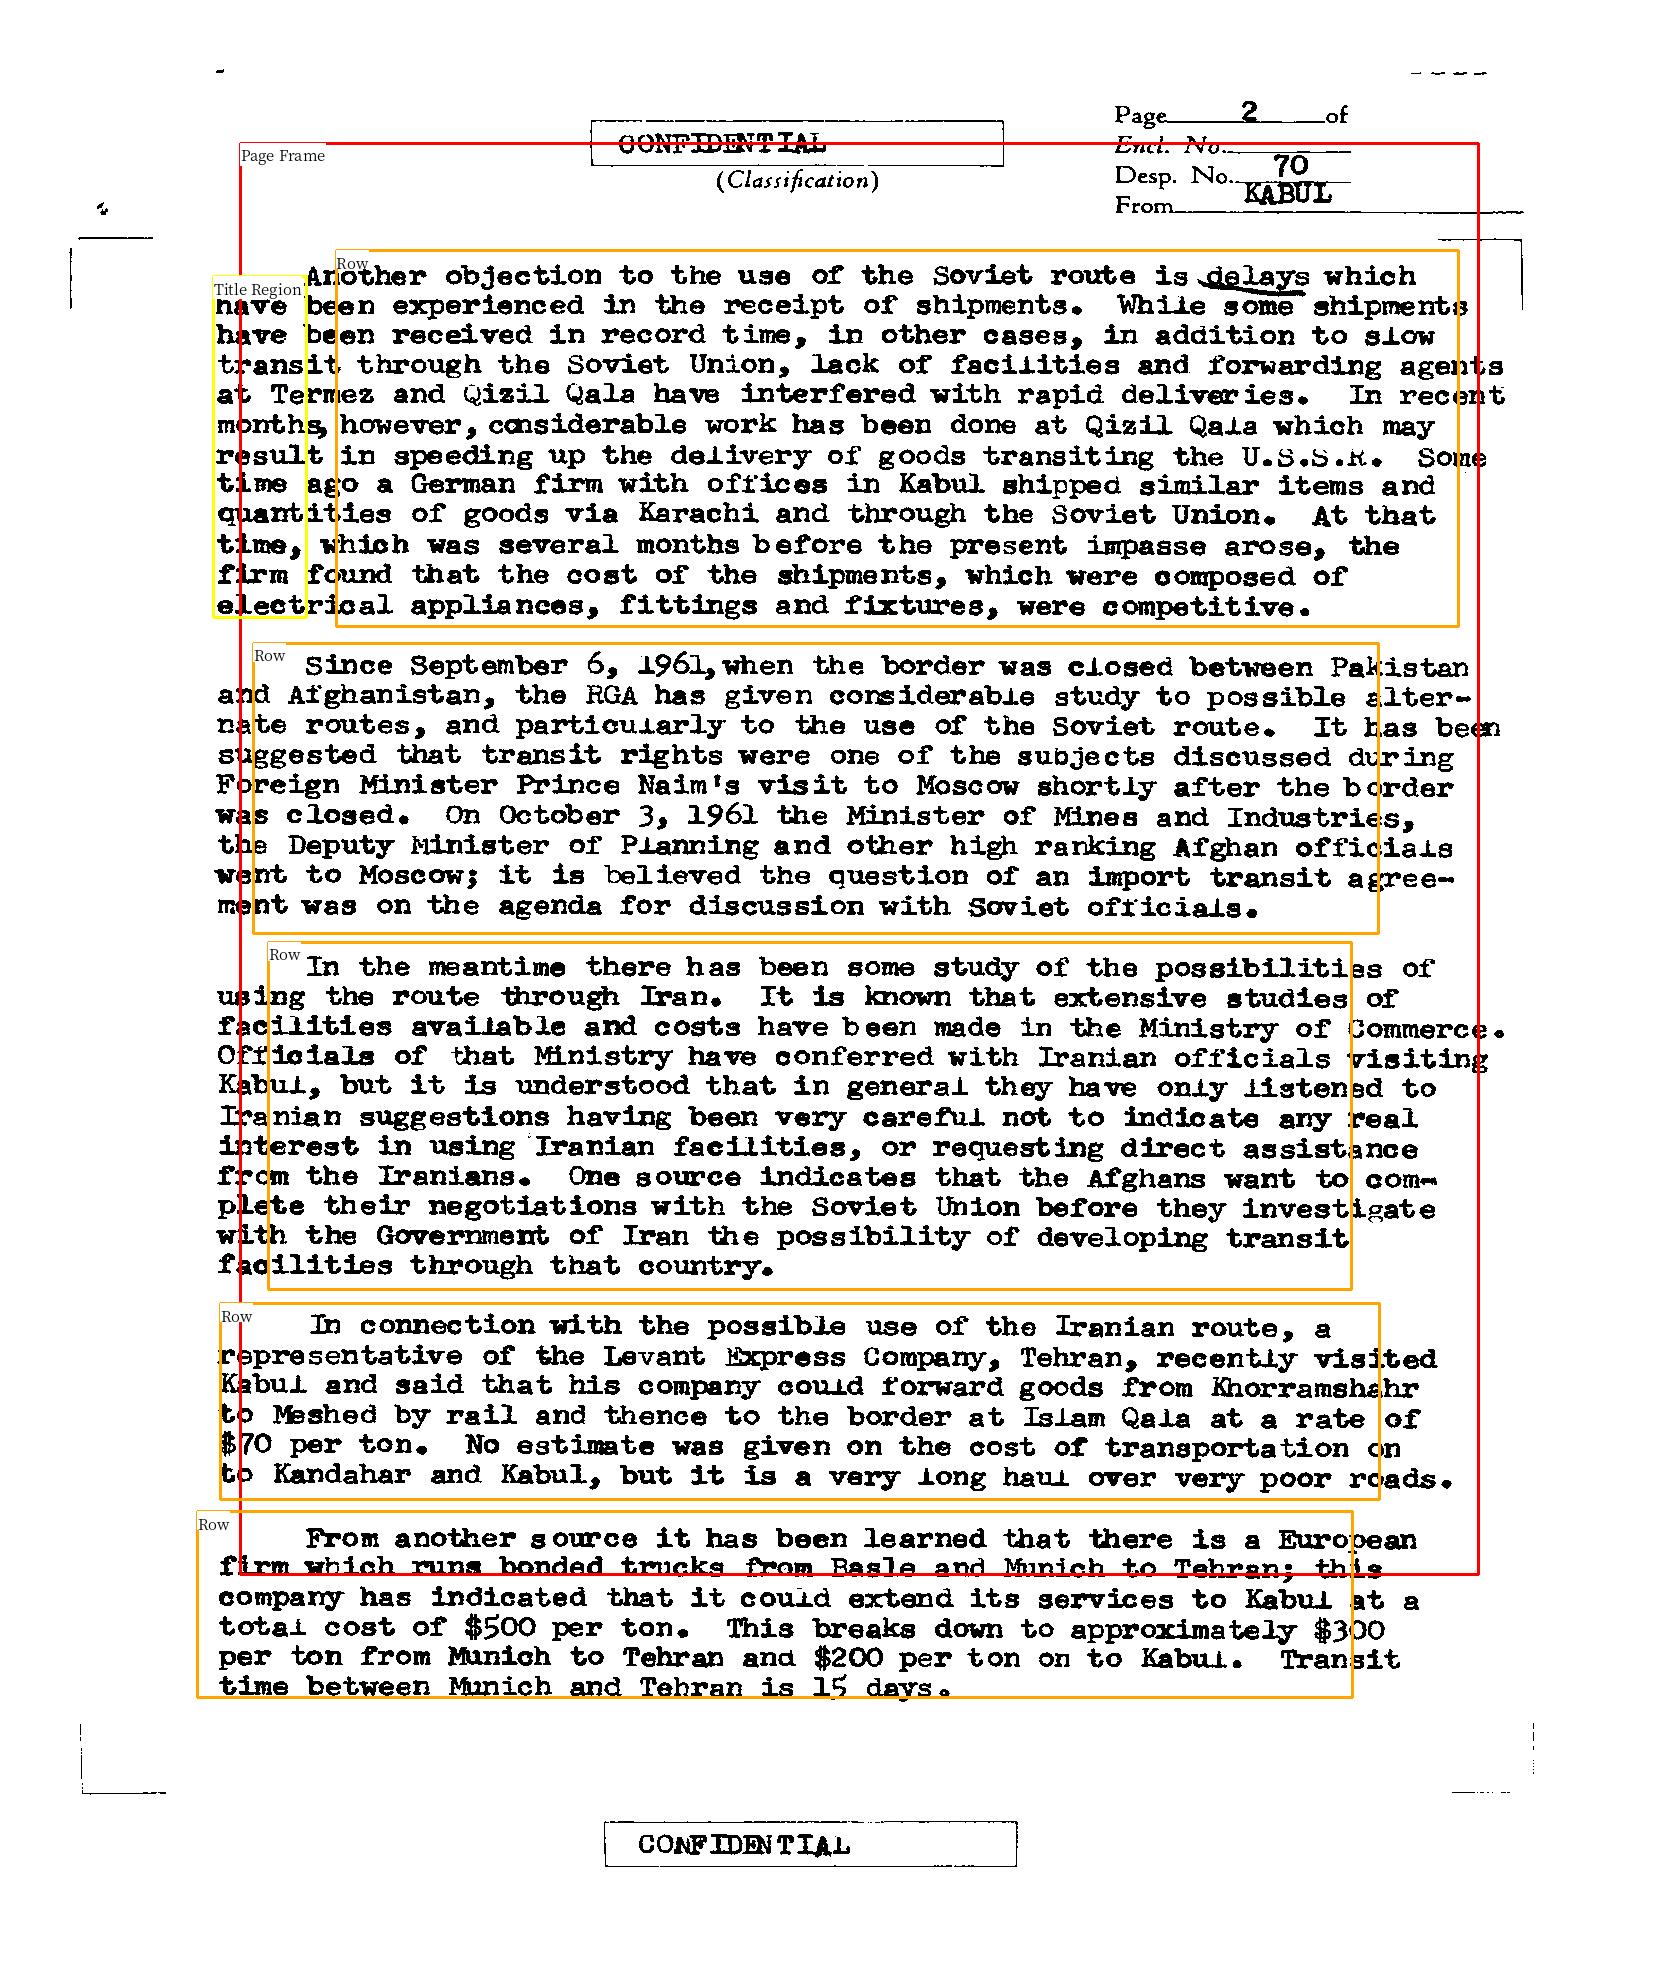 Page 2 of
CONFIDENTIAL
Encl. No.
Page Frame
(Classification)
Desp. No. 70
From KABUL
Row
Another objection to the use of the Soviet route is delays which
Title Region
have been experienced in the receipt of shipments. While some shipments
have been received in record time, in other cases, in addition to slow
transit through the Soviet Union, lack of facilities and forwarding agents
at Termez and Qizil Qala have interfered with rapid deliveries. In recent
months, however, considerable work has been done at Qizil Qala which may
result in speeding up the delivery of goods transiting the U.S.S.R. Some
time ago a German firm with offices in Kabul shipped similar items and
quantities of goods via Karachi and through the Soviet Union. At that
time, which was several months before the present impasse arose, the
firm found that the cost of the shipments, which were composed of
electrical appliances, fittings and fixtures, were competitive.
Row
Since September 6, 1961, when the border was closed between Pakistan
and Afghanistan, the RGA has given considerable study to possible alter-
nate routes, and particularly to the use of the Soviet route. It has been
suggested that transit rights were one of the subjects discussed during
Foreign Minister Prince Naim's visit to Moscow shortly after the border
was closed. On October 3, 1961 the Minister of Mines and Industries,
the Deputy Minister of Planning and other high ranking Afghan officials
went to Moscow; it is believed the question of an import transit agree-
ment was on the agenda for discussion with Soviet officials.
Row
In the meantime there has been some study of the possibilities of
using the route through Iran. It is known that extensive studies of
facilities available and costs have been made in the Ministry of Commerce.
Officials of that Ministry have conferred with Iranian officials visiting
Kabul, but it is understood that in general they have only listened to
Iranian suggestions having been very careful not to indicate any real
interest in using Iranian facilities, or requesting direct assistance
from the Iranians. One source indicates that the Afghans want to com-
plete their negotiations with the Soviet Union before they investigate
with the Government of Iran the possibility of developing transit
facilities through that country.
Row
In connection with the possible use of the Iranian route, a
representative of the Levant Express Company, Tehran, recently visited
Kabul and said that his company could forward goods from Khorramshahr
to Meshed by rail and thence to the border at Islam Qala at a rate of
$70 per ton. No estimate was given on the cost of transportation on
to Kandahar and Kabul, but it is a very long haul over very poor roads.
Row
From another source it has been learned that there is a European
firm which runs bonded trucks from Basle and Munich to Tehran; this
company has indicated that it could extend its services to Kabul at a
total cost of $500 per ton. This breaks down to approximately $300
per ton from Munich to Tehran and $200 per ton on to Kabul. Transit
time between Munich and Tehran is 15 days.
CONFIDENTIAL